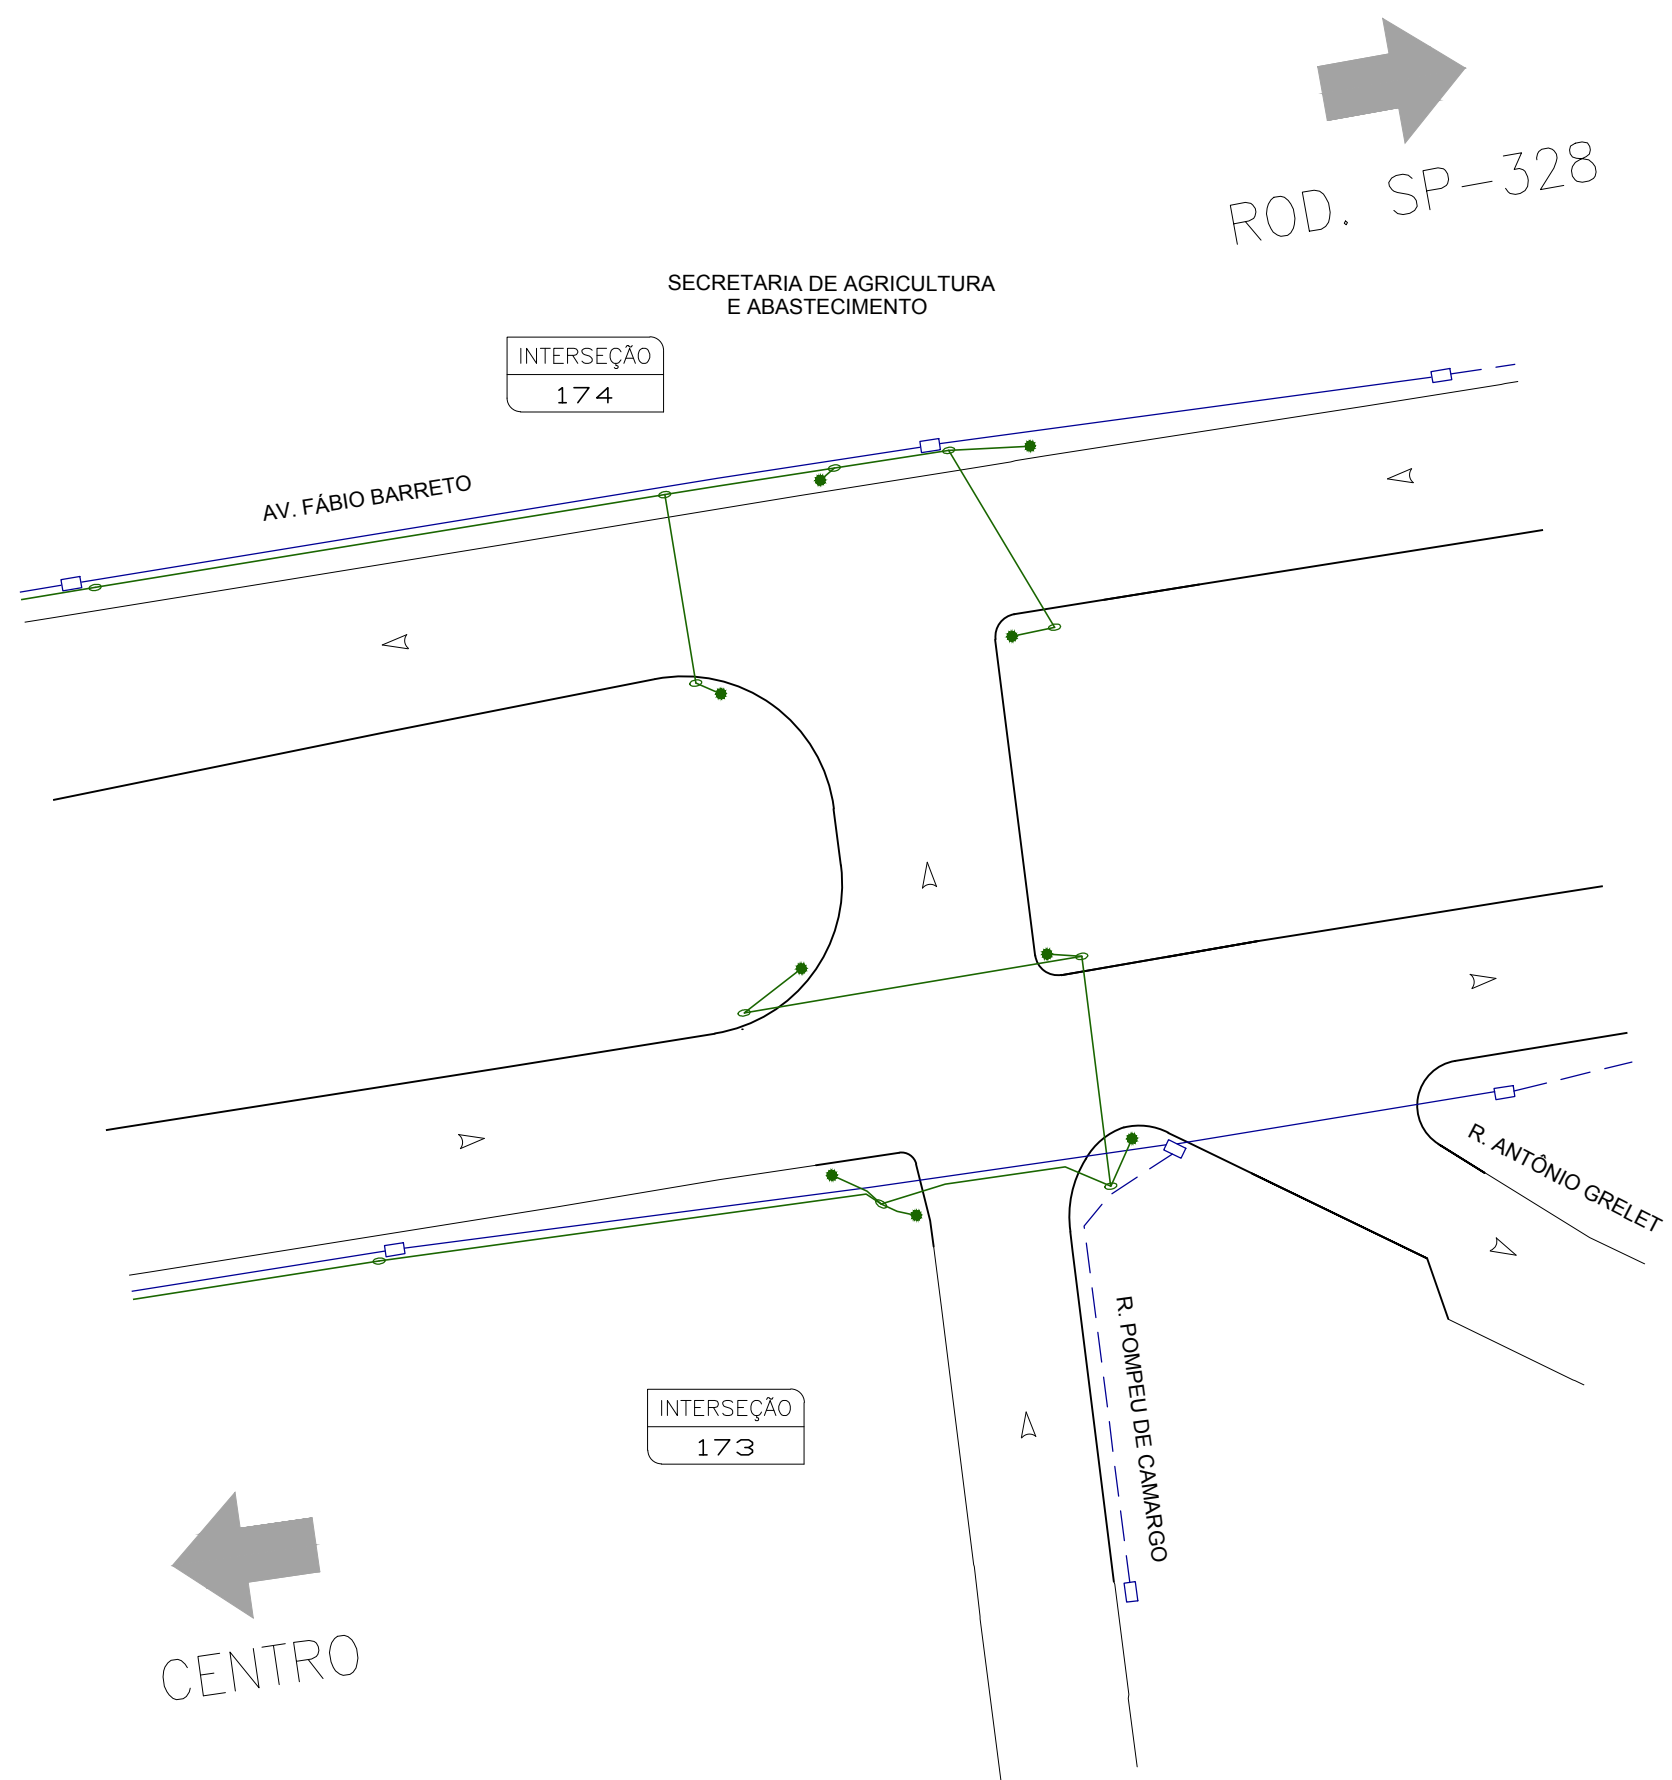 ROD. SP-328
SECRETARIA DE AGRICULTURA
E ABASTECIMENTO
INTERSEÇÃO
174
AV. FÁBIO BARRETO
R. ANTÔNIO GRELET
R. POMPEU DE CAMARGO
INTERSEÇÃO
173
CENTRO